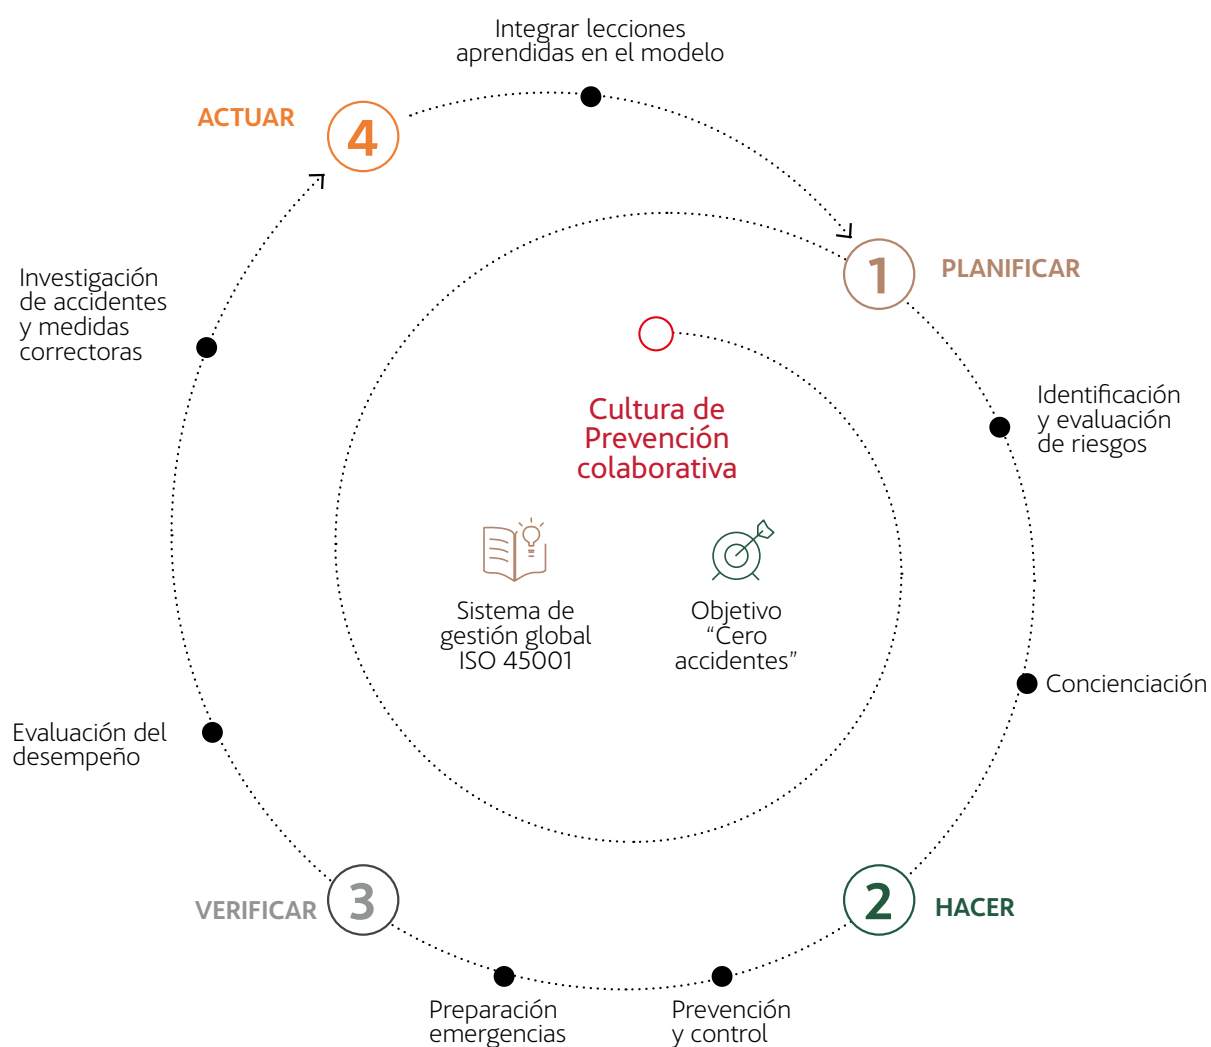 Integrar lecciones
aprendidas en el modelo
ACTUAR
4
1
PLANIFICAR
Investigación
de accidentes
y medidas
correctoras
Identificación
y evaluación
de riesgos
Cultura de
Prevención
colaborativa
Sistema de
gestión global
ISO 45001
Objetivo
“Cero
accidentes”
Concienciación
Evaluación del
desempeño
VERIFICAR
3
2
HACER
Preparación
emergencias
Prevención
y control